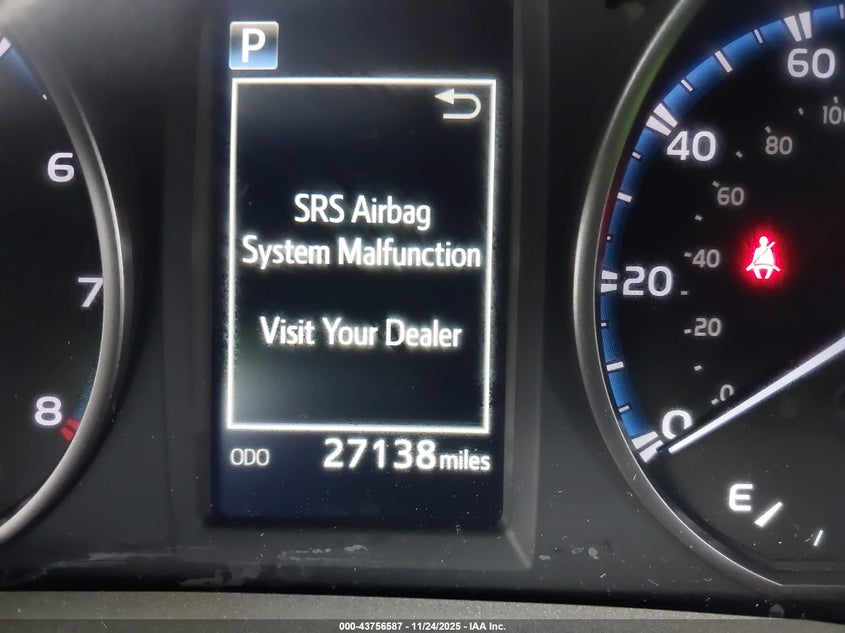 P
SRS Airbag
System Malfunction
Visit Your Dealer
ODO 27138 miles
6
7
8
60
40
20
0
100
80
60
40
20
0
E
000-43756587 - 11/24/2025 - IAA Inc.